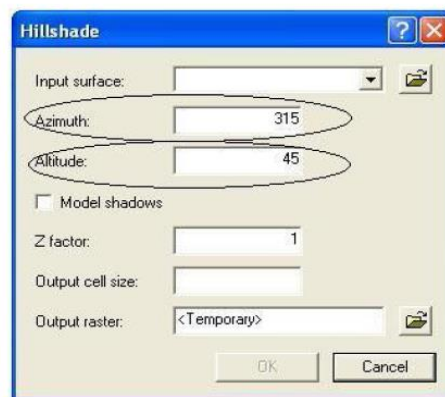 Hillshade
Input surface:
Azimuth: 315
Altitude: 45
Model shadows
Z factor: 1
Output cell size:
Output raster: <Temporary>
OK Cancel